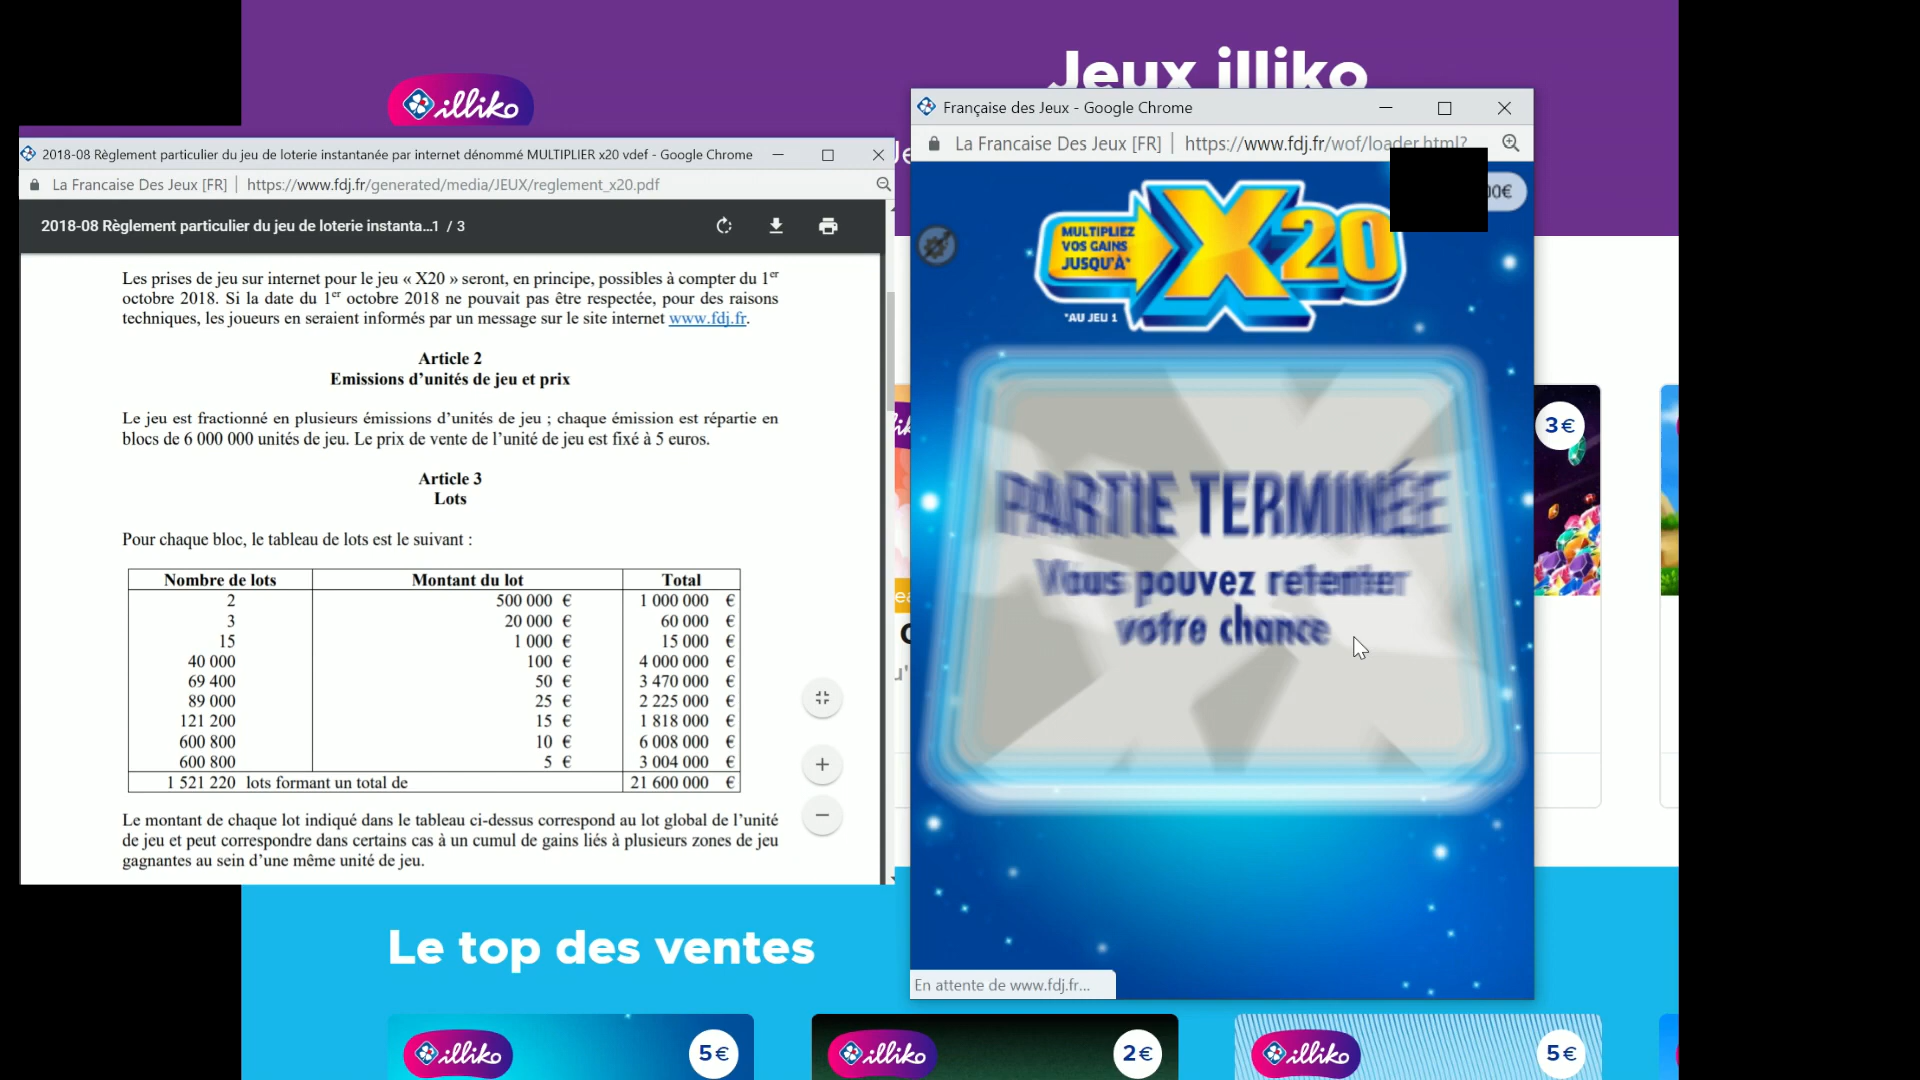 Jeux illiko
illiko
2018-08 Règlement particulier du jeu de loterie instantanée par internet dénommé MULTIPLIER x20 vdef - Google Chrome
La Francaise Des Jeux [FR] | https://www.fdj.fr/generated/media/JEUX/reglement_x20.pdf
2018-08 Règlement particulier du jeu de loterie instanta...1 / 3
Les prises de jeu sur internet pour le jeu « X20 » seront, en principe, possibles à compter du 1er
octobre 2018. Si la date du 1er octobre 2018 ne pouvait pas être respectée, pour des raisons
techniques, les joueurs en seraient informés par un message sur le site internet www.fdj.fr.
Article 2
Emissions d'unités de jeu et prix
Le jeu est fractionné en plusieurs émissions d'unités de jeu ; chaque émission est répartie en
blocs de 6 000 000 unités de jeu. Le prix de vente de l'unité de jeu est fixé à 5 euros.
Article 3
Lots
Pour chaque bloc, le tableau de lots est le suivant :
Nombre de lots Montant du lot Total
2 500 000 € 1 000 000 €
3 20 000 € 60 000 €
15 1 000 € 15 000 €
40 000 100 € 4 000 000 €
69 400 50 € 3 470 000 €
89 000 25 € 2 225 000 €
121 200 15 € 1 818 000 €
600 800 10 € 6 008 000 €
600 800 5 € 3 004 000 €
1 521 220 lots formant un total de 21 600 000 €
Le montant de chaque lot indiqué dans le tableau ci-dessus correspond au lot global de l'unité
de jeu et peut correspondre dans certains cas à un cumul de gains liés à plusieurs zones de jeu
gagnantes au sein d'une même unité de jeu.
Française des Jeux - Google Chrome
La Francaise Des Jeux [FR] | https://www.fdj.fr/wof/loader.html?
00€
MULTIPLIEZ
VOS GAINS
JUSQU'À*
X20
*AU JEU 1
PARTIE TERMINÉE
Vous pouvez retenter
votre chance
En attente de www.fdj.fr...
3€
Le top des ventes
illiko 5€
illiko 2€
illiko 5€